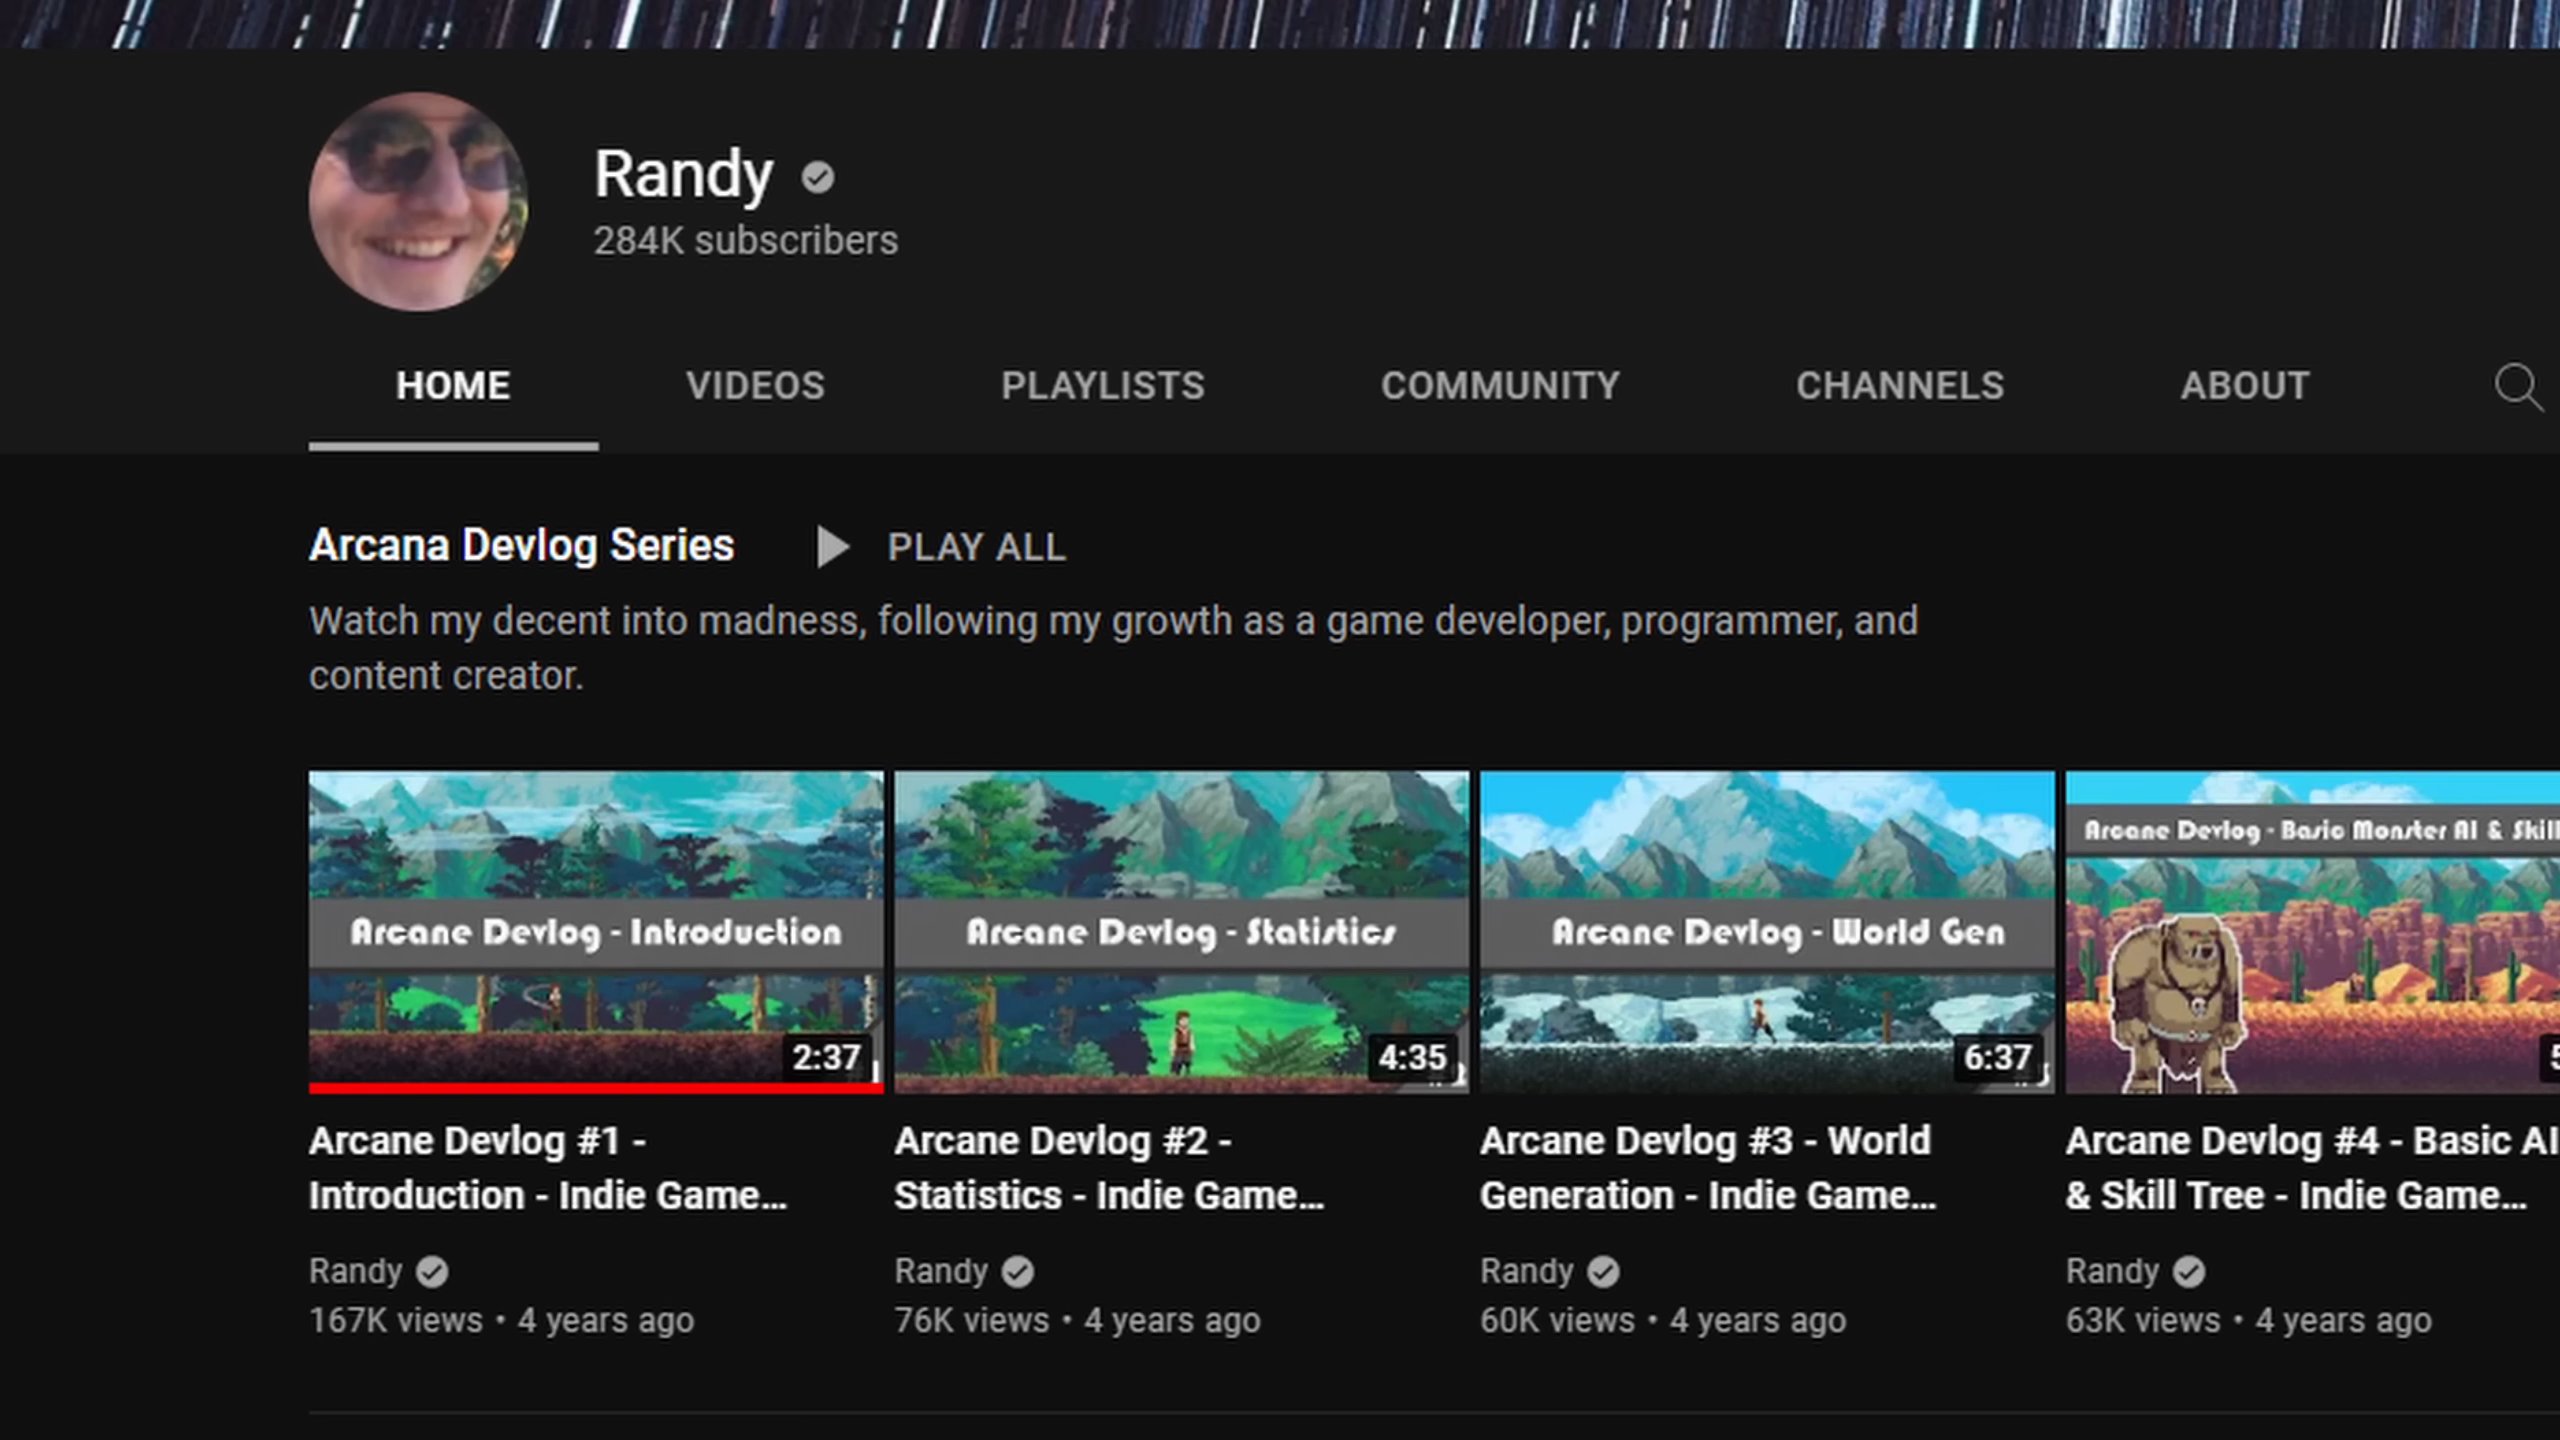 Randy
284K subscribers
HOME VIDEOS PLAYLISTS COMMUNITY CHANNELS ABOUT
Arcana Devlog Series PLAY ALL
Watch my decent into madness, following my growth as a game developer, programmer, and
content creator.
Arcane Devlog - Introduction
2:37
Arcane Devlog #1 -
Introduction - Indie Game...
Randy
167K views • 4 years ago
Arcane Devlog - Statistics
4:35
Arcane Devlog #2 -
Statistics - Indie Game...
Randy
76K views • 4 years ago
Arcane Devlog - World Gen
6:37
Arcane Devlog #3 - World
Generation - Indie Game...
Randy
60K views • 4 years ago
Arcane Devlog - Basic Monster AI & Skill
5
Arcane Devlog #4 - Basic AI
& Skill Tree - Indie Game...
Randy
63K views • 4 years ago